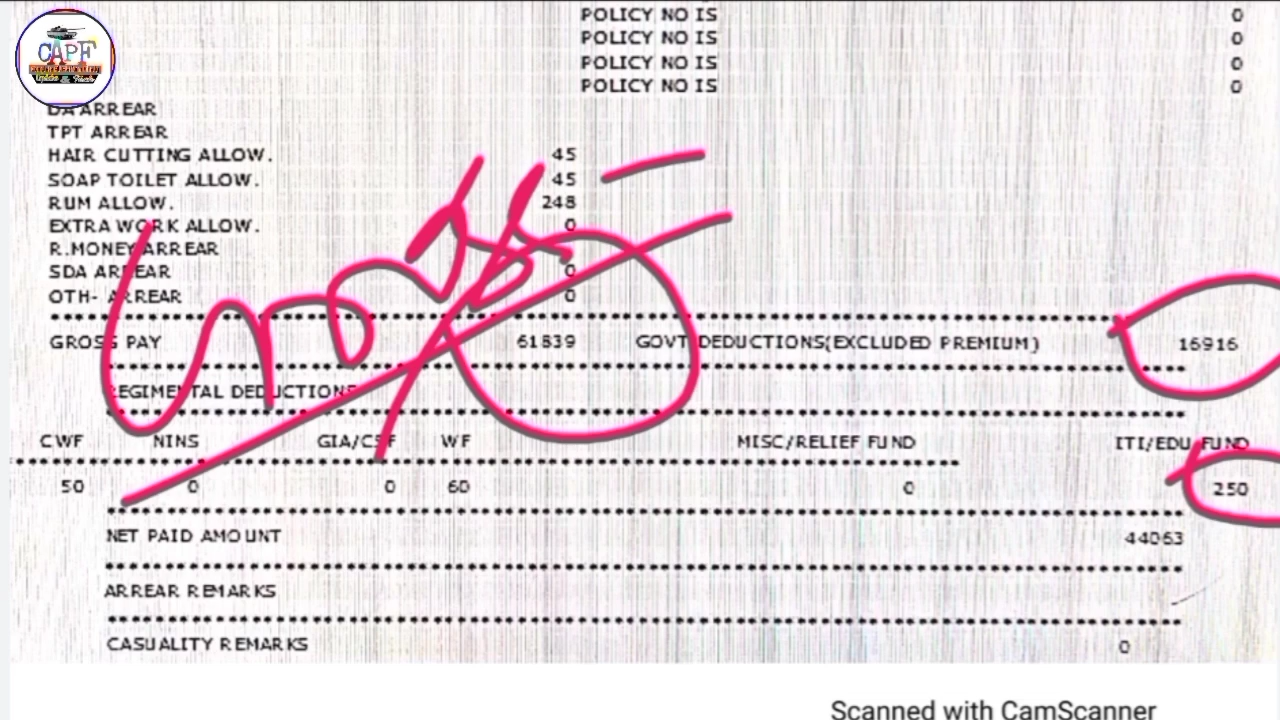 CAPF
POLICY NO IS 0
POLICY NO IS 0
POLICY NO IS 0
POLICY NO IS 0
DA ARREAR
TPT ARREAR
HAIR CUTTING ALLOW. 45
SOAP TOILET ALLOW. 45
RUM ALLOW. 248
EXTRA WORK ALLOW. 0
R.MONEY ARREAR
SDA ARREAR 0
OTH- ARREAR 0
GROSS PAY 61839 GOVT DEDUCTIONS(EXCLUDED PREMIUM) 16916
REGIMENTAL DEDUCTIONS
CWF NINS GIA/CSF WF MISC/RELIEF FUND ITI/EDU FUND
50 0 0 60 0 250
NET PAID AMOUNT 44063
ARREAR REMARKS
CASUALITY REMARKS 0
Scanned with CamScanner